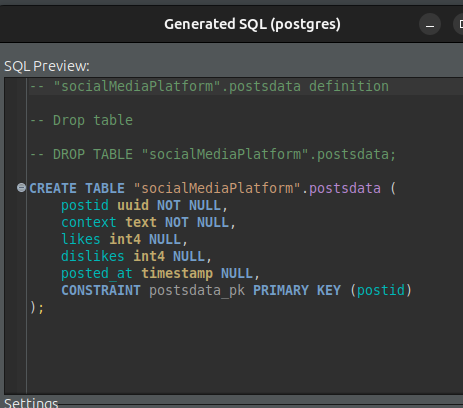 Generated SQL (postgres)
SQL Preview:
-- "socialMediaPlatform".postsdata definition
-- Drop table
-- DROP TABLE "socialMediaPlatform".postsdata;
CREATE TABLE "socialMediaPlatform".postsdata (
    postid uuid NOT NULL,
    context text NOT NULL,
    likes int4 NULL,
    dislikes int4 NULL,
    posted_at timestamp NULL,
    CONSTRAINT postsdata_pk PRIMARY KEY (postid)
);
Settings